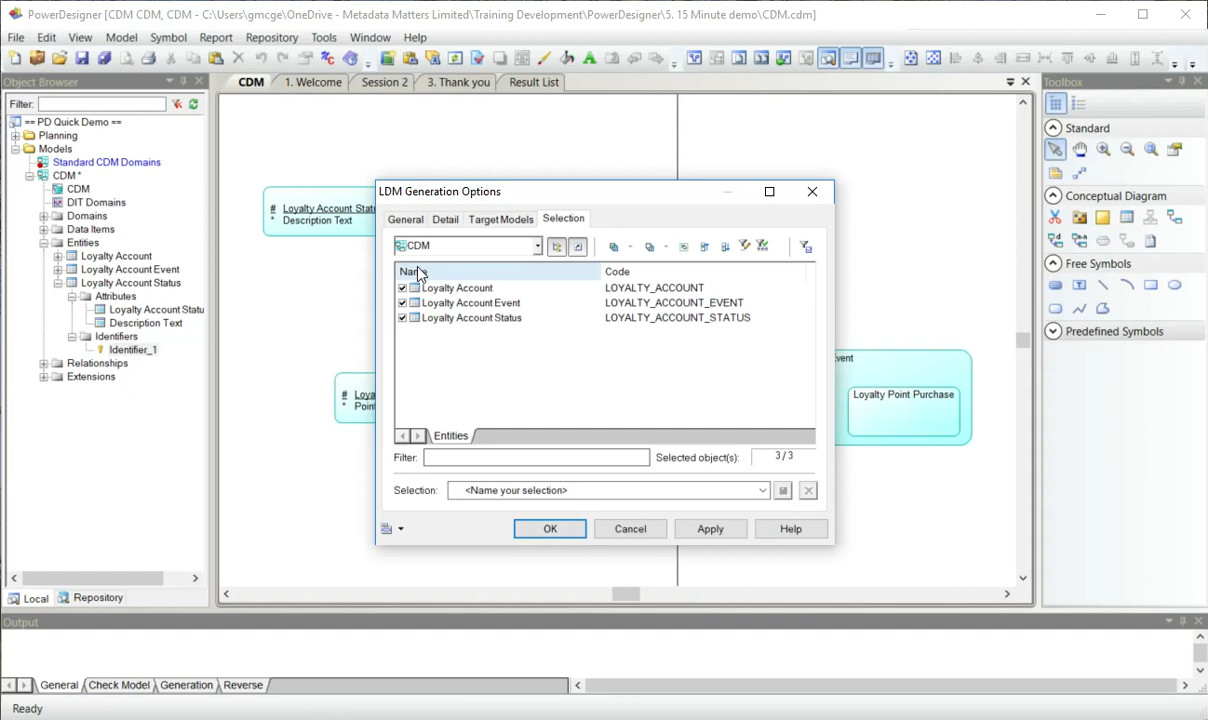 PowerDesigner [CDM CDM, CDM - C:\Users\gmcge\OneDrive - Metadata Matters Limited\Training Development\PowerDesigner\5. 15 Minute demo\CDM.cdm]
File Edit View Model Symbol Report Repository Tools Window Help
Object Browser
Filter:
== PD Quick Demo ==
Planning
Models
Standard CDM Domains
CDM *
CDM
DIT Domains
Domains
Data Items
Entities
Loyalty Account
Loyalty Account Event
Loyalty Account Status
Attributes
Loyalty Account Statu
Description Text
Identifiers
Identifier_1
Relationships
Extensions
Local Repository
CDM 1. Welcome Session 2 3. Thank you Result List
# Loyalty Account Statu
* Description Text
# Loya
* Point
vent
Loyalty Point Purchase
LDM Generation Options
General Detail Target Models Selection
CDM
Name Code
Loyalty Account LOYALTY_ACCOUNT
Loyalty Account Event LOYALTY_ACCOUNT_EVENT
Loyalty Account Status LOYALTY_ACCOUNT_STATUS
Entities
Filter: Selected object(s): 3 / 3
Selection: <Name your selection>
OK Cancel Apply Help
Toolbox
Standard
Conceptual Diagram
Free Symbols
Predefined Symbols
Output
General Check Model Generation Reverse
Ready